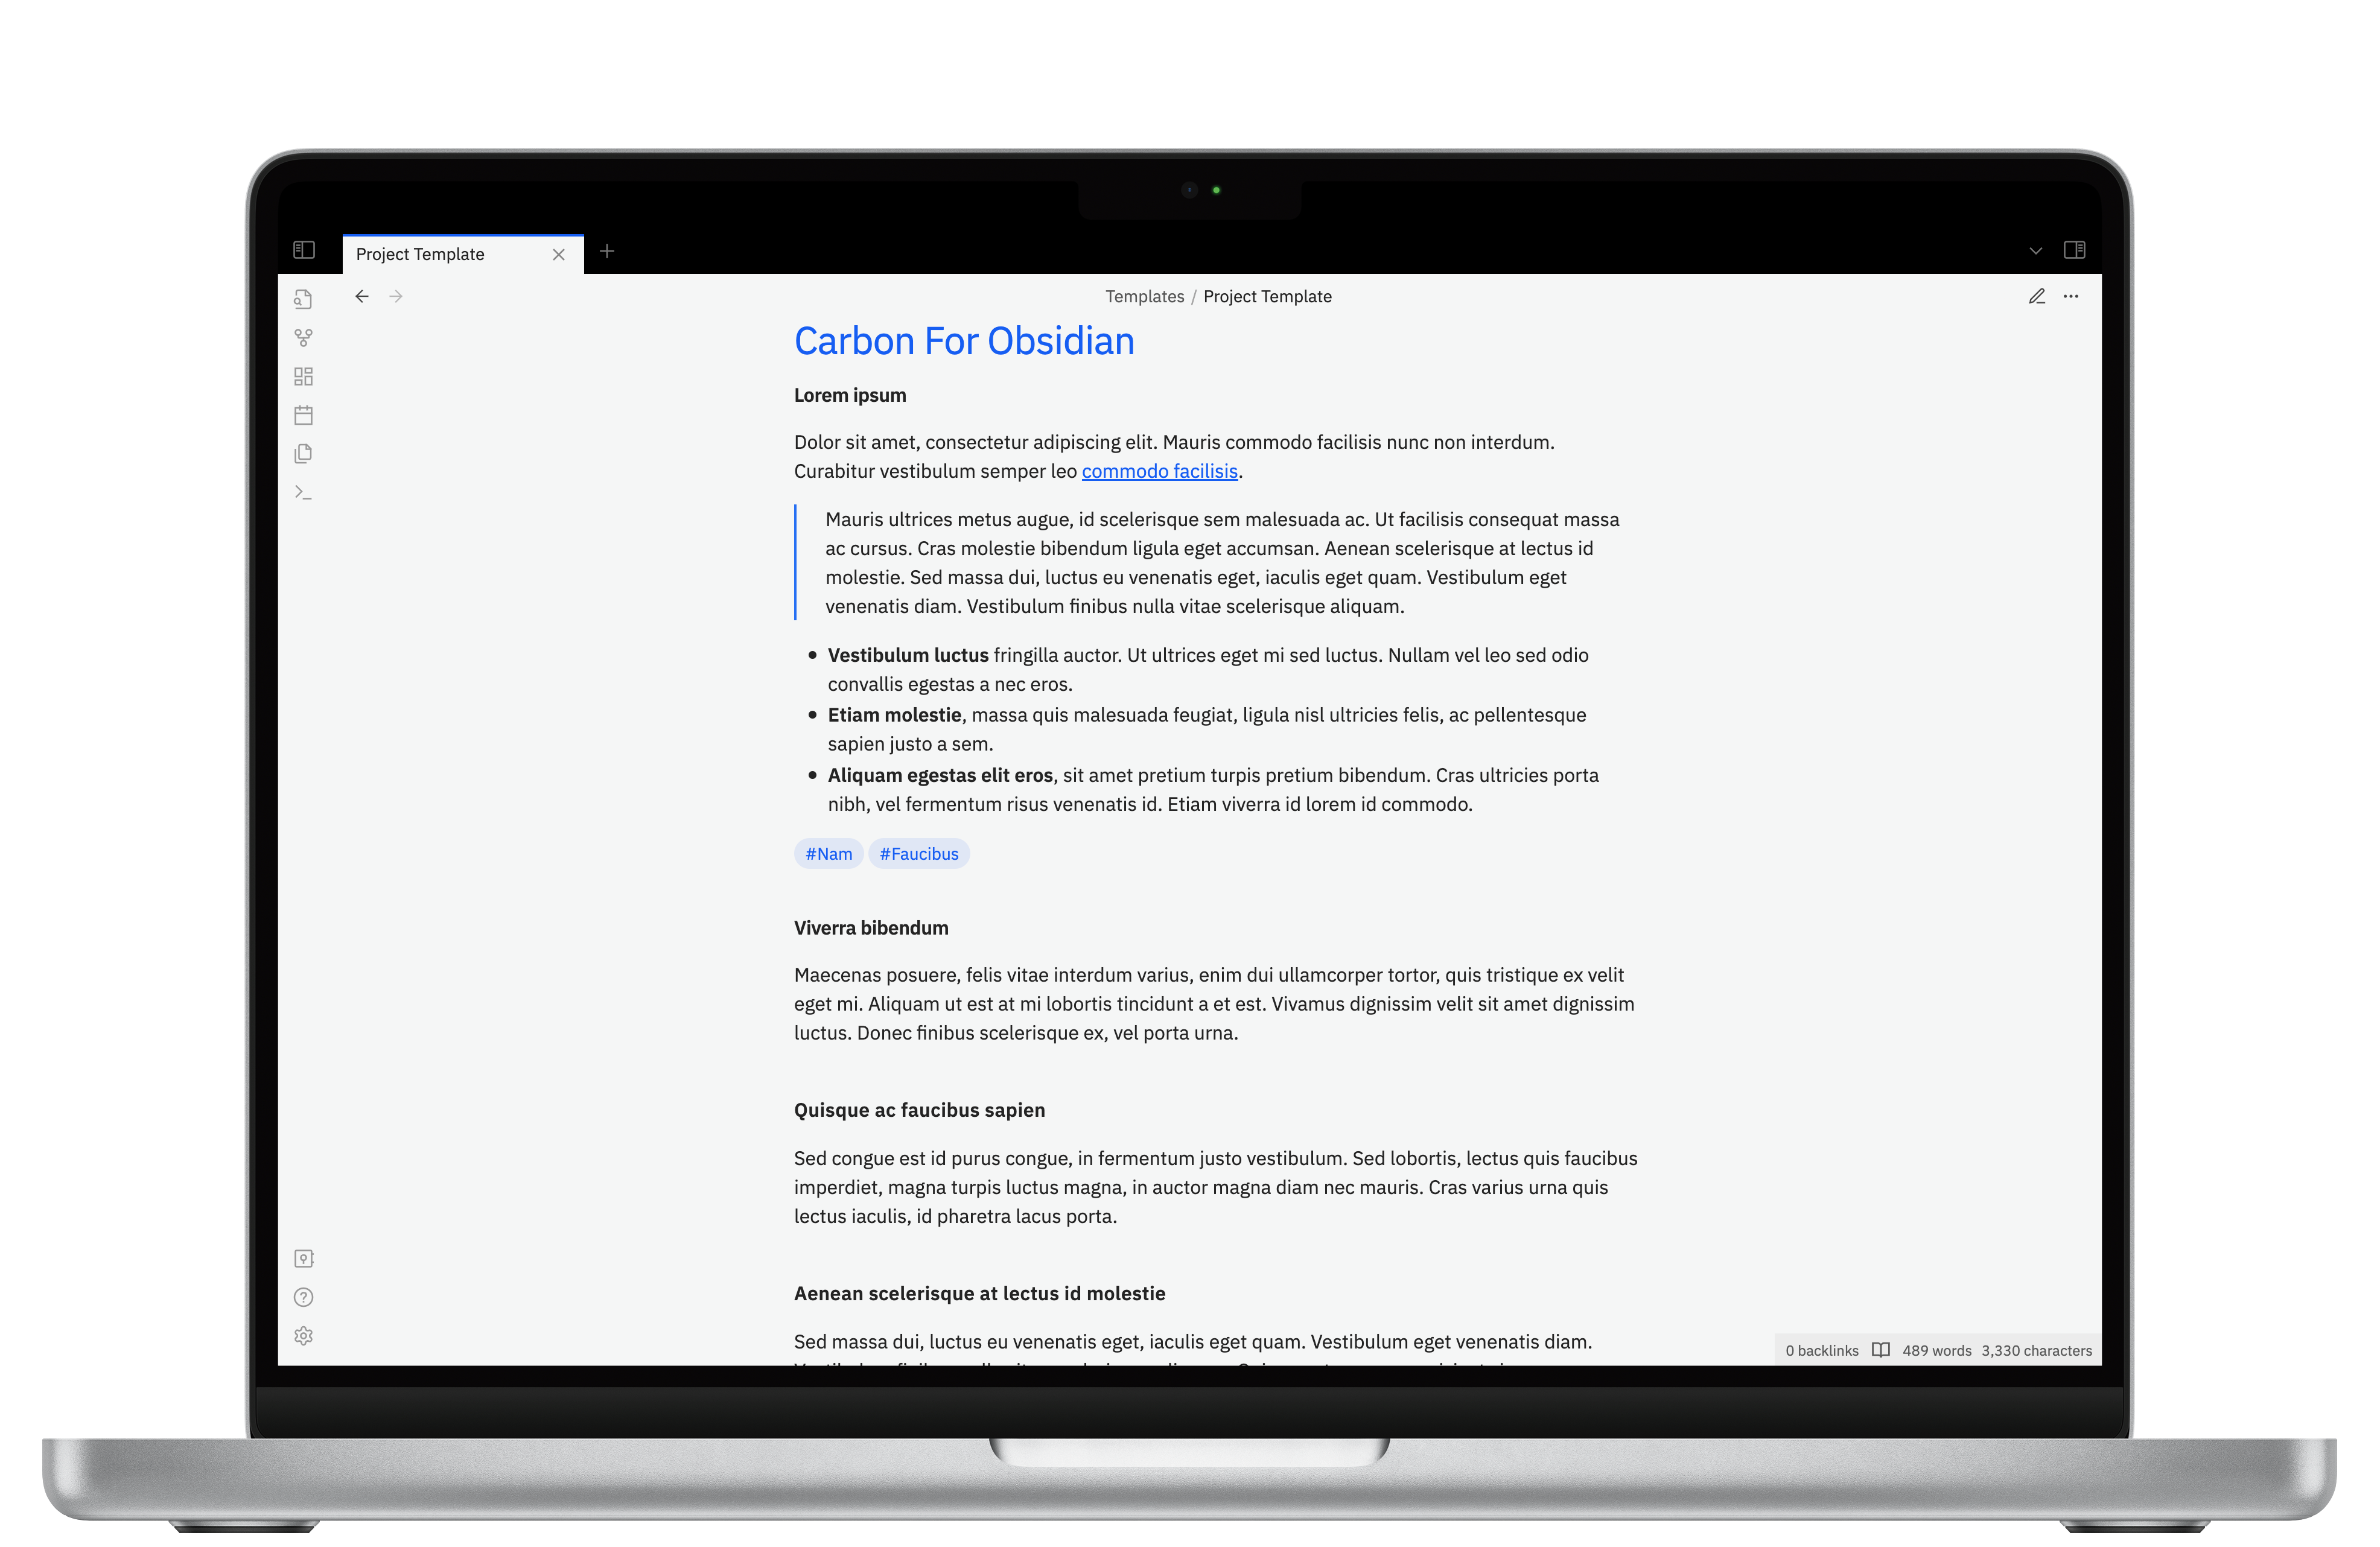 Project Template
Templates / Project Template
Carbon For Obsidian
Lorem ipsum
Dolor sit amet, consectetur adipiscing elit. Mauris commodo facilisis nunc non interdum.
Curabitur vestibulum semper leo commodo facilisis.
Mauris ultrices metus augue, id scelerisque sem malesuada ac. Ut facilisis consequat massa
ac cursus. Cras molestie bibendum ligula eget accumsan. Aenean scelerisque at lectus id
molestie. Sed massa dui, luctus eu venenatis eget, iaculis eget quam. Vestibulum eget
venenatis diam. Vestibulum finibus nulla vitae scelerisque aliquam.
Vestibulum luctus fringilla auctor. Ut ultrices eget mi sed luctus. Nullam vel leo sed odio
convallis egestas a nec eros.
Etiam molestie, massa quis malesuada feugiat, ligula nisl ultricies felis, ac pellentesque
sapien justo a sem.
Aliquam egestas elit eros, sit amet pretium turpis pretium bibendum. Cras ultricies porta
nibh, vel fermentum risus venenatis id. Etiam viverra id lorem id commodo.
#Nam #Faucibus
Viverra bibendum
Maecenas posuere, felis vitae interdum varius, enim dui ullamcorper tortor, quis tristique ex velit
eget mi. Aliquam ut est at mi lobortis tincidunt a et est. Vivamus dignissim velit sit amet dignissim
luctus. Donec finibus scelerisque ex, vel porta urna.
Quisque ac faucibus sapien
Sed congue est id purus congue, in fermentum justo vestibulum. Sed lobortis, lectus quis faucibus
imperdiet, magna turpis luctus magna, in auctor magna diam nec mauris. Cras varius urna quis
lectus iaculis, id pharetra lacus porta.
Aenean scelerisque at lectus id molestie
Sed massa dui, luctus eu venenatis eget, iaculis eget quam. Vestibulum eget venenatis diam.
0 backlinks 489 words 3,330 characters